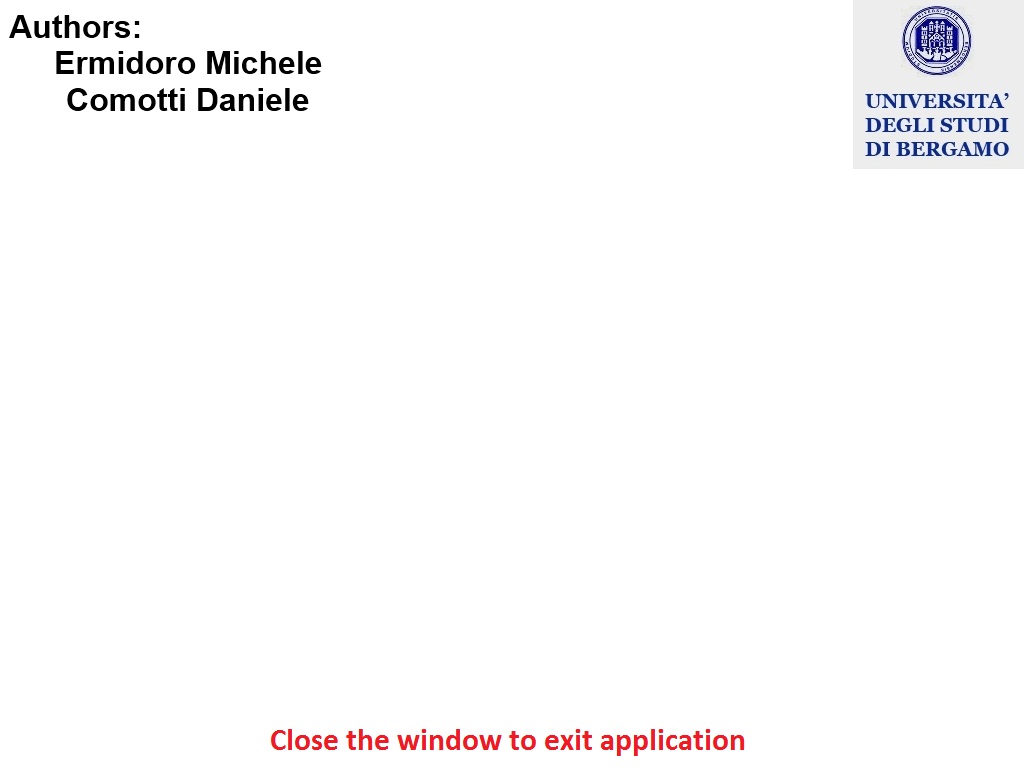 Authors:
Ermidoro Michele
Comotti Daniele
UNIVERSITA’
DEGLI STUDI
DI BERGAMO
Close the window to exit application